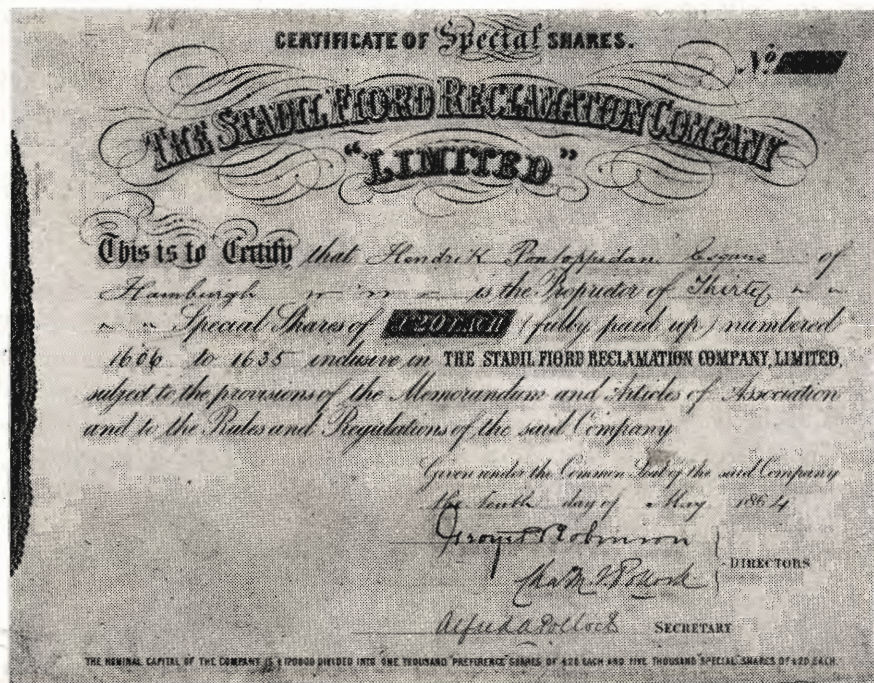 CERTIFICATE OF Special SHARES.
No
THE STADIL FIORD RECLAMATION COMPANY
"LIMITED"
This is to Certify, that Hendrik Pontoppidan Esquire of
Hamburgh is the Proprietor of Thirty
Special Shares of £20 EACH (fully paid up) numbered
1606 to 1635 inclusive in THE STADIL FIORD RECLAMATION COMPANY, LIMITED,
subject to the provisions of the Memorandum and Articles of Association
and to the Rules and Regulations of the said Company
Given under the Common Seal of the said Company
the tenth day of May 1864
Robinson
DIRECTORS
Pollock
Alfred A Pollock SECRETARY
THE NOMINAL CAPITAL OF THE COMPANY IS £120000 DIVIDED INTO ONE THOUSAND "PREFERENCE" SHARES OF £20 EACH AND FIVE THOUSAND "SPECIAL" SHARES OF £20 EACH.